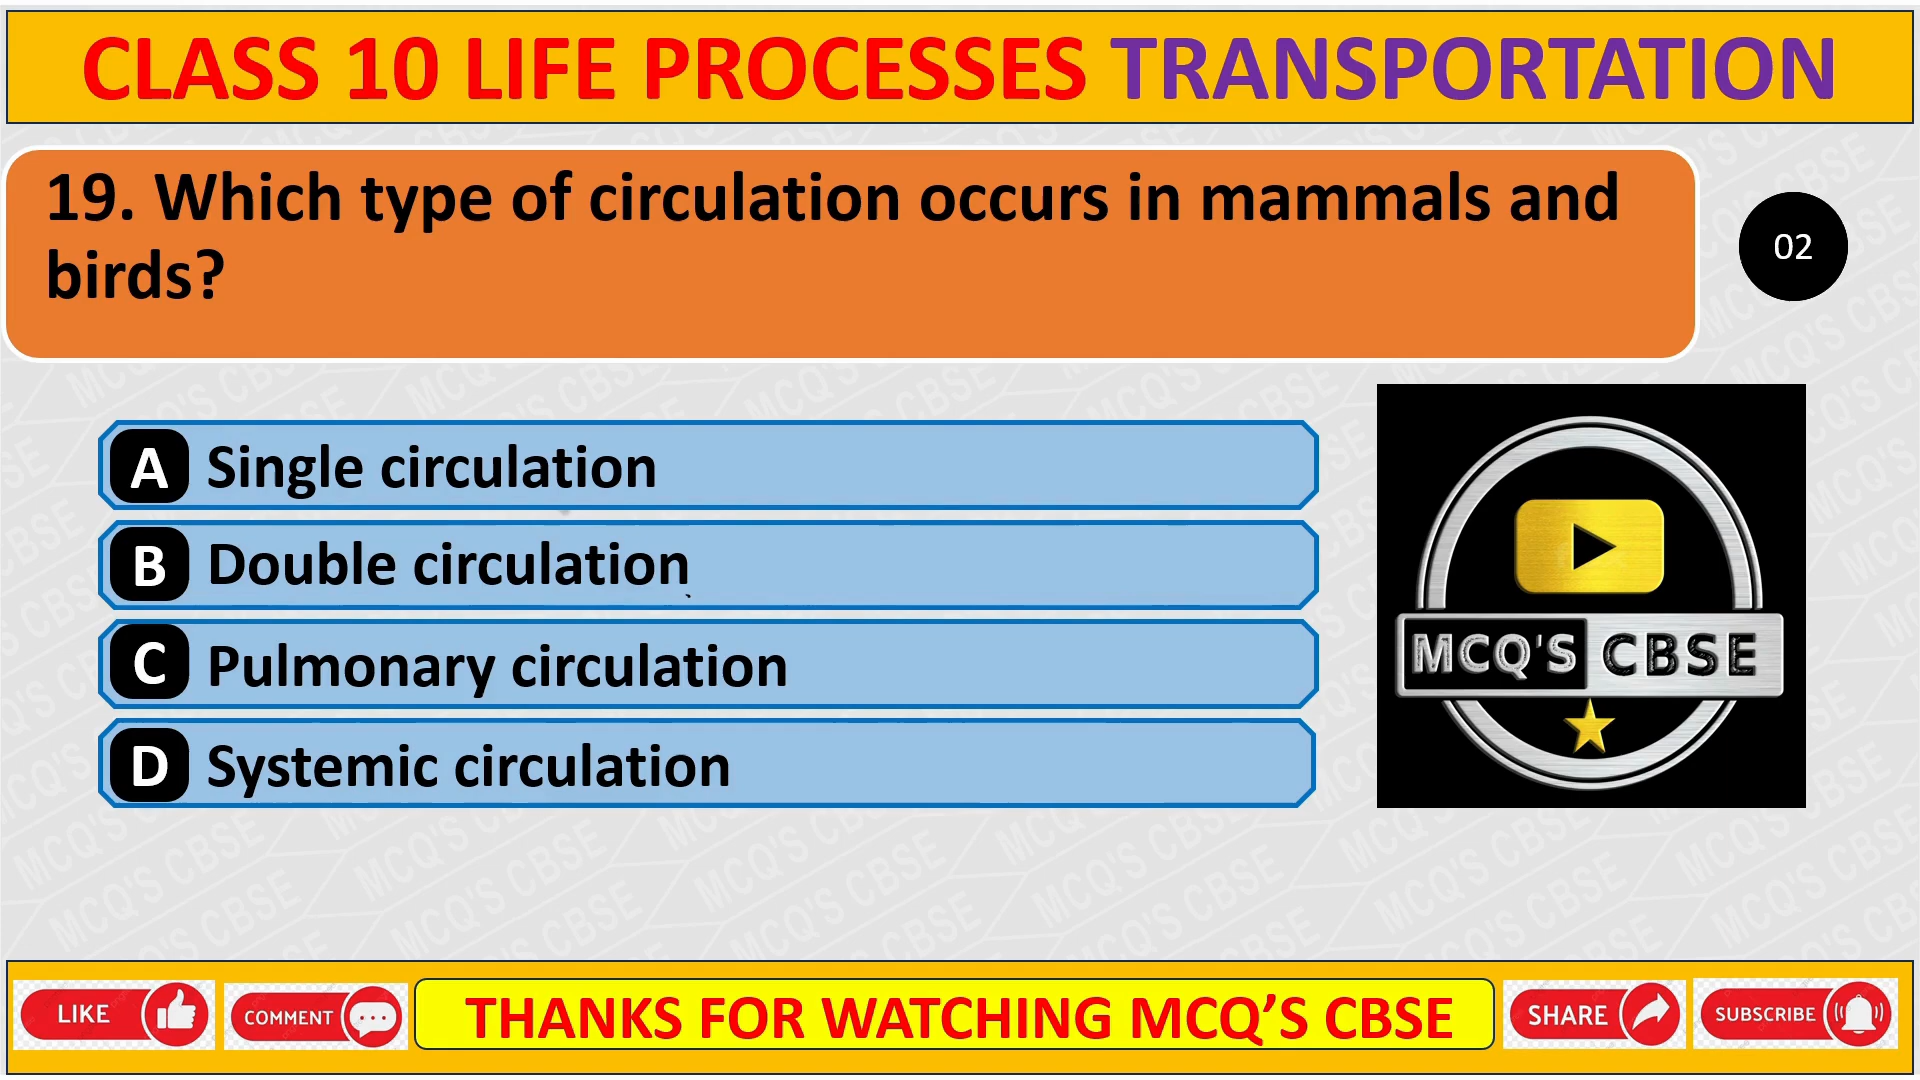 CLASS 10 LIFE PROCESSES TRANSPORTATION
19. Which type of circulation occurs in mammals and
birds?
02
A Single circulation
B Double circulation
C Pulmonary circulation
D Systemic circulation
MCQ'S CBSE
LIKE
COMMENT
THANKS FOR WATCHING MCQ’S CBSE
SHARE
SUBSCRIBE